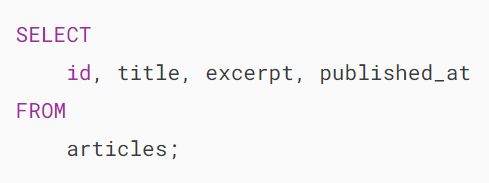 SELECT
    id, title, excerpt, published_at
FROM
    articles;